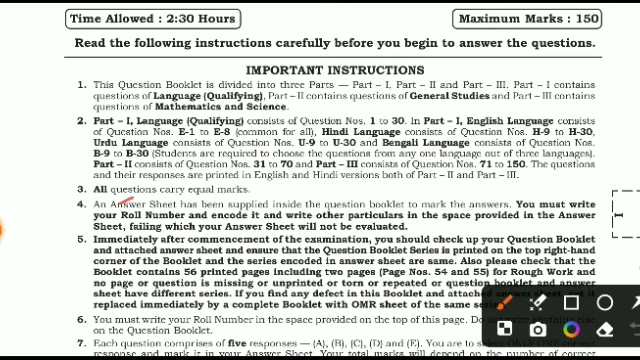 Time Allowed : 2:30 Hours
Maximum Marks : 150
Read the following instructions carefully before you begin to answer the questions.
IMPORTANT INSTRUCTIONS
1. This Question Booklet is divided into three Parts — Part–I, Part–II and Part–III. Part–I contains
questions of Language (Qualifying), Part–II contains questions of General Studies and Part–III contains
questions of Mathematics and Science.
2. Part–I, Language (Qualifying) consists of Question Nos. 1 to 30. In Part–I, English Language consists
of Question Nos. E-1 to E-8 (common for all), Hindi Language consists of Question Nos. H-9 to H-30,
Urdu Language consists of Question Nos. U-9 to U-30 and Bengali Language consists of Question Nos.
B-9 to B-30 (Students are required to choose the questions from any one language out of three languages).
Part–II consists of Question Nos. 31 to 70 and Part–III consists of Question Nos. 71 to 150. The questions
and their responses are printed in English and Hindi versions both of Part–II and Part–III.
3. All questions carry equal marks.
4. An Answer Sheet has been supplied inside the question booklet to mark the answers. You must write
your Roll Number and encode it and write other particulars in the space provided in the Answer
Sheet, failing which your Answer Sheet will not be evaluated.
5. Immediately after commencement of the examination, you should check up your Question Booklet
and attached answer sheet and ensure that the Question Booklet Series is printed on the top right-hand
corner of the Booklet and the series encoded in answer sheet are same. Also please check that the
Booklet contains 56 printed pages including two pages (Page Nos. 54 and 55) for Rough Work and
no page or question is missing or unprinted or torn or repeated or question booklet and answer
sheet have different series. If you find any defect in this Booklet and attached answer sheet, get it
replaced immediately by a complete Booklet with OMR sheet of the same series
6. You must write your Roll Number in the space provided on the top of this page. Do not write anything else
on the Question Booklet.
7. Each question comprises of five responses — (A), (B), (C), (D) and (E). You are to select ONLY one correct
response and mark it in your Answer Sheet. Your total marks will depend on the number of correct